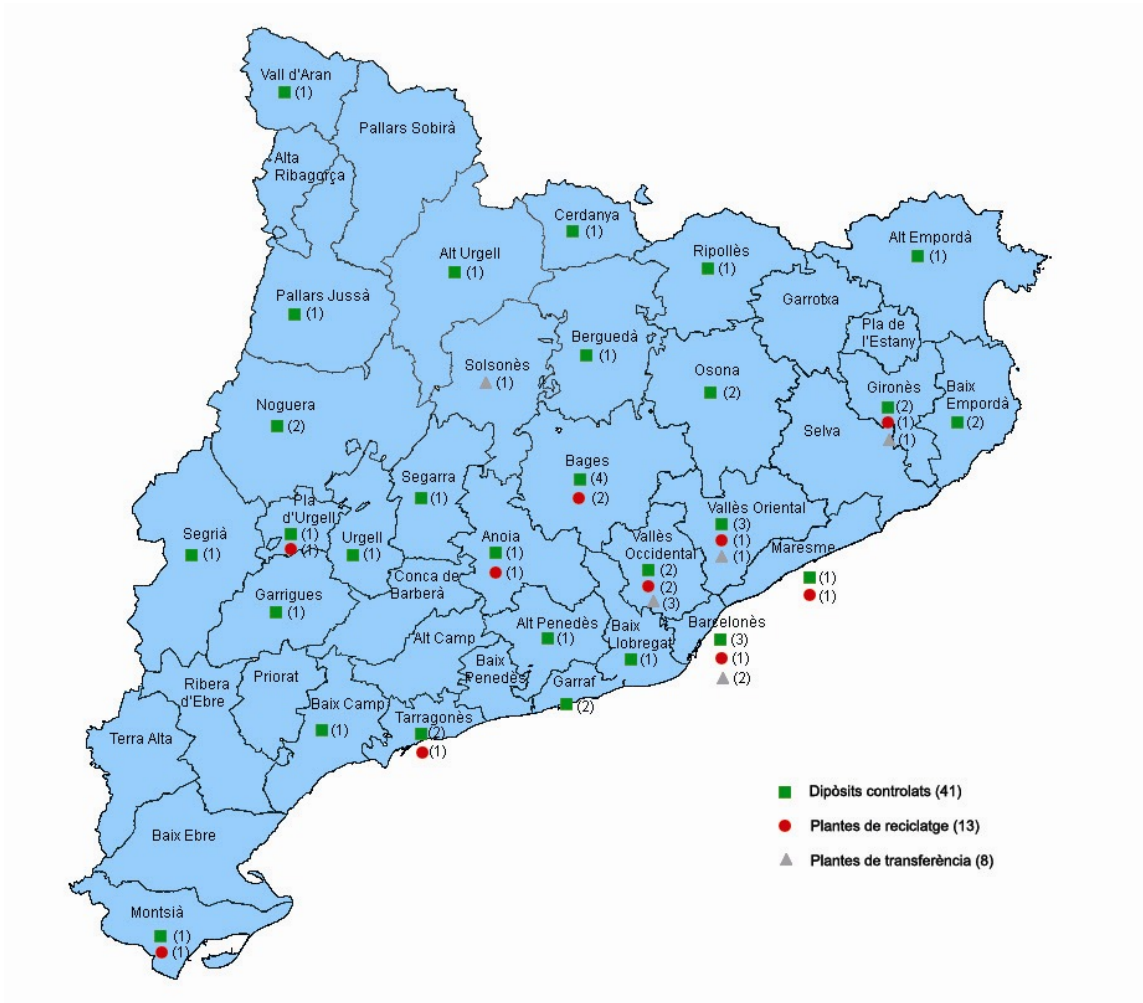 Vall d'Aran
(1)
Pallars Sobirà
Alta
Ribagorça
Cerdanya
(1)
Alt Urgell
(1)
Ripollès
(1)
Alt Empordà
(1)
Pallars Jussà
(1)
Garrotxa
Pla de
l'Estany
Berguedà
(1)
Solsonès
(1)
Osona
(2)
Gironès
(2)
(1)
(1)
Baix
Empordà
(2)
Noguera
(2)
Selva
Bages
(4)
(2)
Segarra
(1)
Pla
d'Urgell
(1)
(1)
Vallès Oriental
(3)
(1)
(1)
Segrià
(1)
Urgell
(1)
Anoia
(1)
(1)
Vallès
Occidental
(2)
(2)
(3)
Maresme
(1)
(1)
Conca de
Barberà
Garrigues
(1)
Alt Penedès
(1)
Baix
Llobregat
(1)
Barcelonès
(3)
(1)
(2)
Alt Camp
Baix
Penedès
Garraf
(2)
Priorat
Ribera
d'Ebre
Baix Camp
(1)
Tarragonès
(2)
(1)
Terra Alta
Baix Ebre
Montsià
(1)
(1)
Dipòsits controlats (41)
Plantes de reciclatge (13)
Plantes de transferència (8)